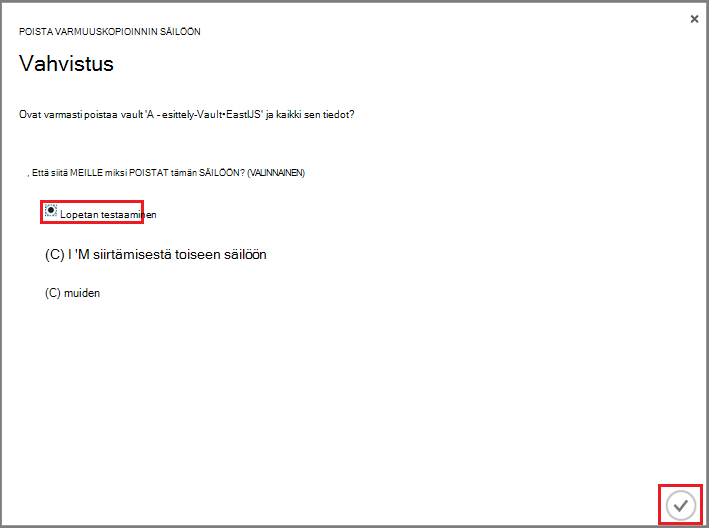 POISTA VARMUUSKOPIOINNIN SÄILÖÖN
Vahvistus
Ovat varmasti poistaa vault 'A - esittely-Vault•EastIJS' ja kaikki sen tiedot?
, Että siitä MEILLE miksi POISTAT tämän SÄILÖÖN? (VALINNAINEN)
Lopetan testaaminen
(C) I 'M siirtämisestä toiseen säilöön
(C) muiden